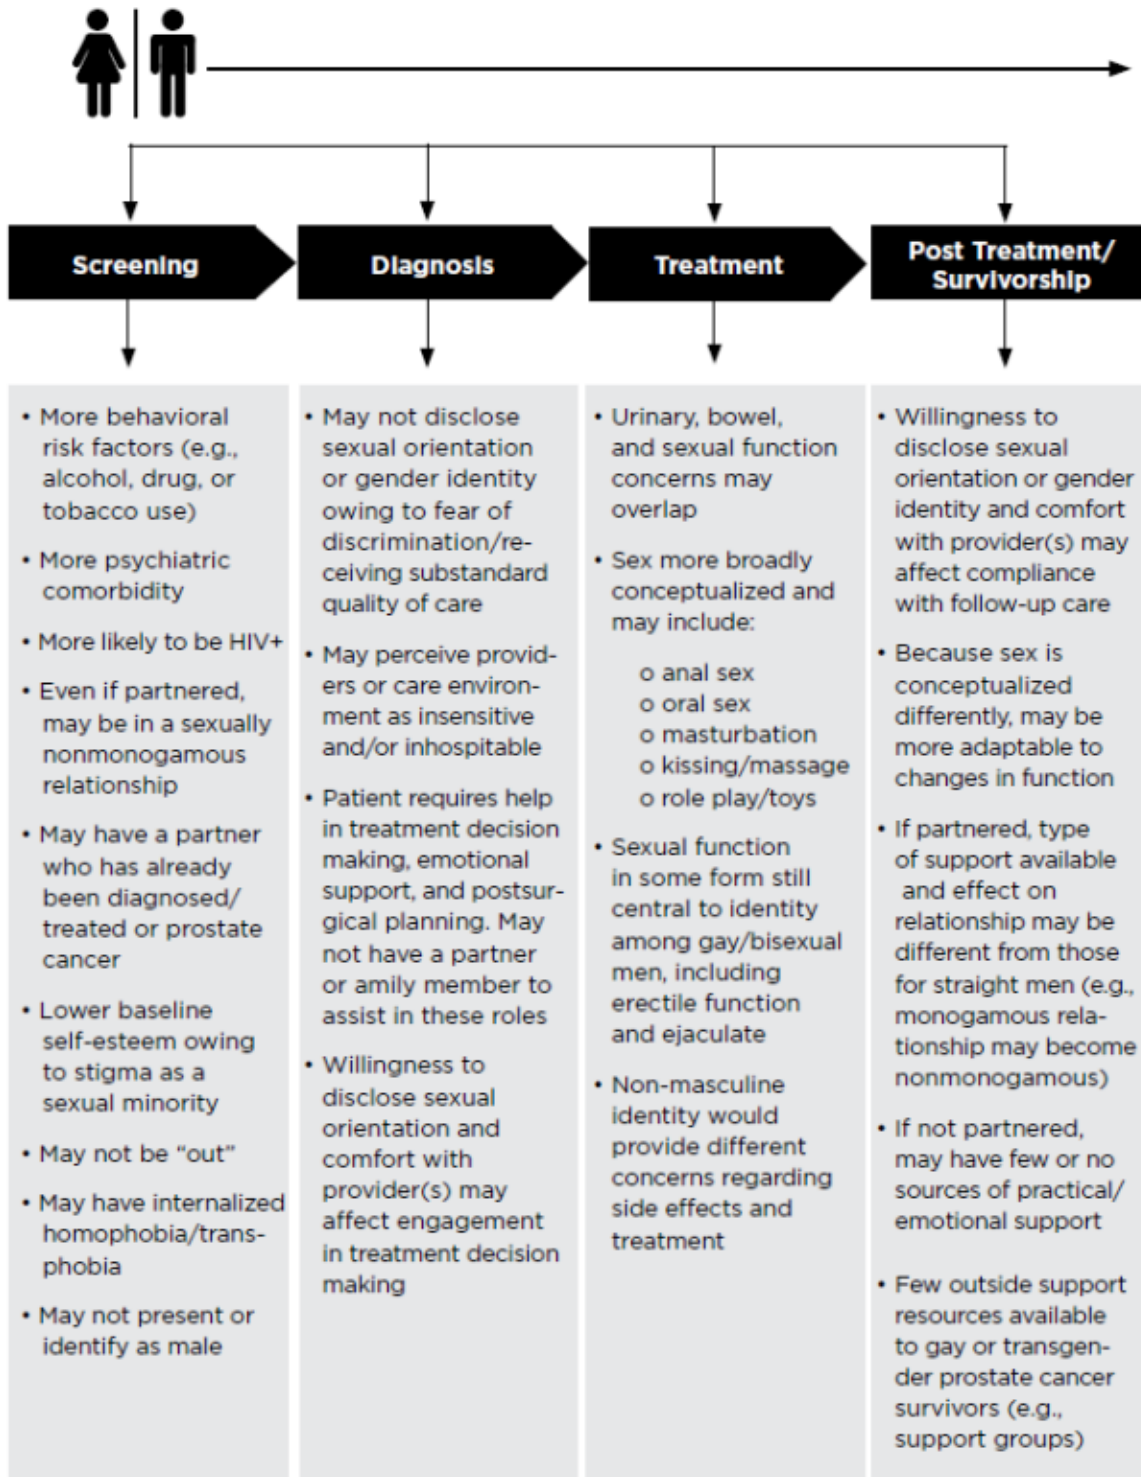 Screening
Diagnosis
Treatment
Post Treatment/
Survivorship
• More behavioral
risk factors (e.g.,
alcohol, drug, or
tobacco use)
• More psychiatric
comorbidity
• More likely to be HIV+
• Even if partnered,
may be in a sexually
nonmonogamous
relationship
• May have a partner
who has already
been diagnosed/
treated or prostate
cancer
• Lower baseline
self-esteem owing
to stigma as a
sexual minority
• May not be “out”
• May have internalized
homophobia/trans-
phobia
• May not present or
identify as male
• May not disclose
sexual orientation
or gender identity
owing to fear of
discrimination/re-
ceiving substandard
quality of care
• May perceive provid-
ers or care environ-
ment as insensitive
and/or inhospitable
• Patient requires help
in treatment decision
making, emotional
support, and postsur-
gical planning. May
not have a partner
or amily member to
assist in these roles
• Willingness to
disclose sexual
orientation and
comfort with
provider(s) may
affect engagement
in treatment decision
making
• Urinary, bowel,
and sexual function
concerns may
overlap
• Sex more broadly
conceptualized and
may include:
o anal sex
o oral sex
o masturbation
o kissing/massage
o role play/toys
• Sexual function
in some form still
central to identity
among gay/bisexual
men, including
erectile function
and ejaculate
• Non-masculine
identity would
provide different
concerns regarding
side effects and
treatment
• Willingness to
disclose sexual
orientation or gender
identity and comfort
with provider(s) may
affect compliance
with follow-up care
• Because sex is
conceptualized
differently, may be
more adaptable to
changes in function
• If partnered, type
of support available
and effect on
relationship may be
different from those
for straight men (e.g.,
monogamous rela-
tionship may become
nonmonogamous)
• If not partnered,
may have few or no
sources of practical/
emotional support
• Few outside support
resources available
to gay or transgen-
der prostate cancer
survivors (e.g.,
support groups)